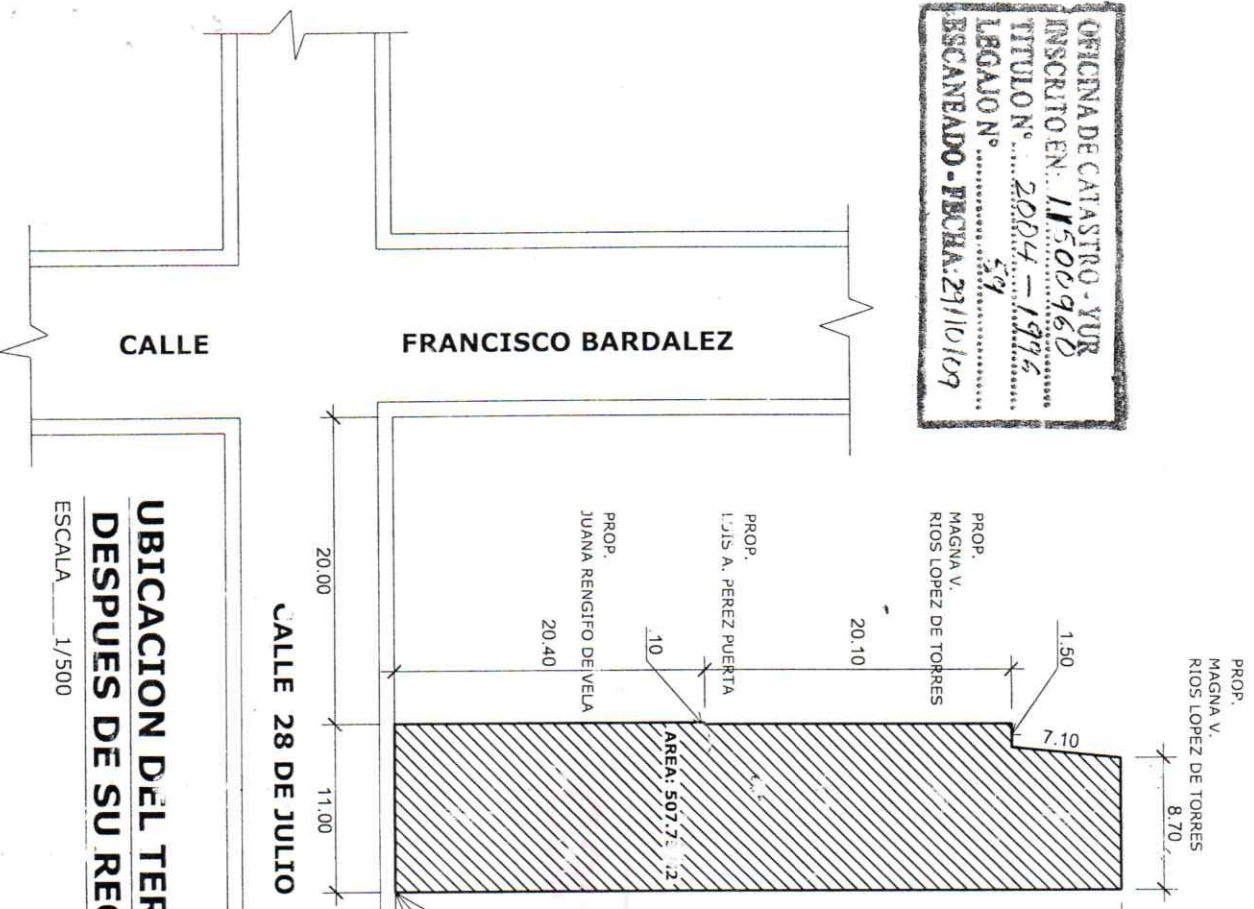 OFICINA DE CATASTRO - YUR
INSCRITO EN: 11500960
TITULO N° 2004 - 1996
LEGAJO N° 59
ESCANEADO - FECHA: 29/10/09
PROP.
MAGNA V.
RIOS LOPEZ DE TORRES
8.70
1.50
7.10
PROP.
MAGNA V.
RIOS LOPEZ DE TORRES
20.10
PROP.
LUIS A. PEREZ PUERTA
.10
PROP.
JUANA RENGIFO DE VELA
20.40
AREA:
CALLE
FRANCISCO BARDALEZ
20.00
11.00
CALLE 28 DE JULIO
UBICACION DEL
DESPUES DE SU
ESCALA 1/500